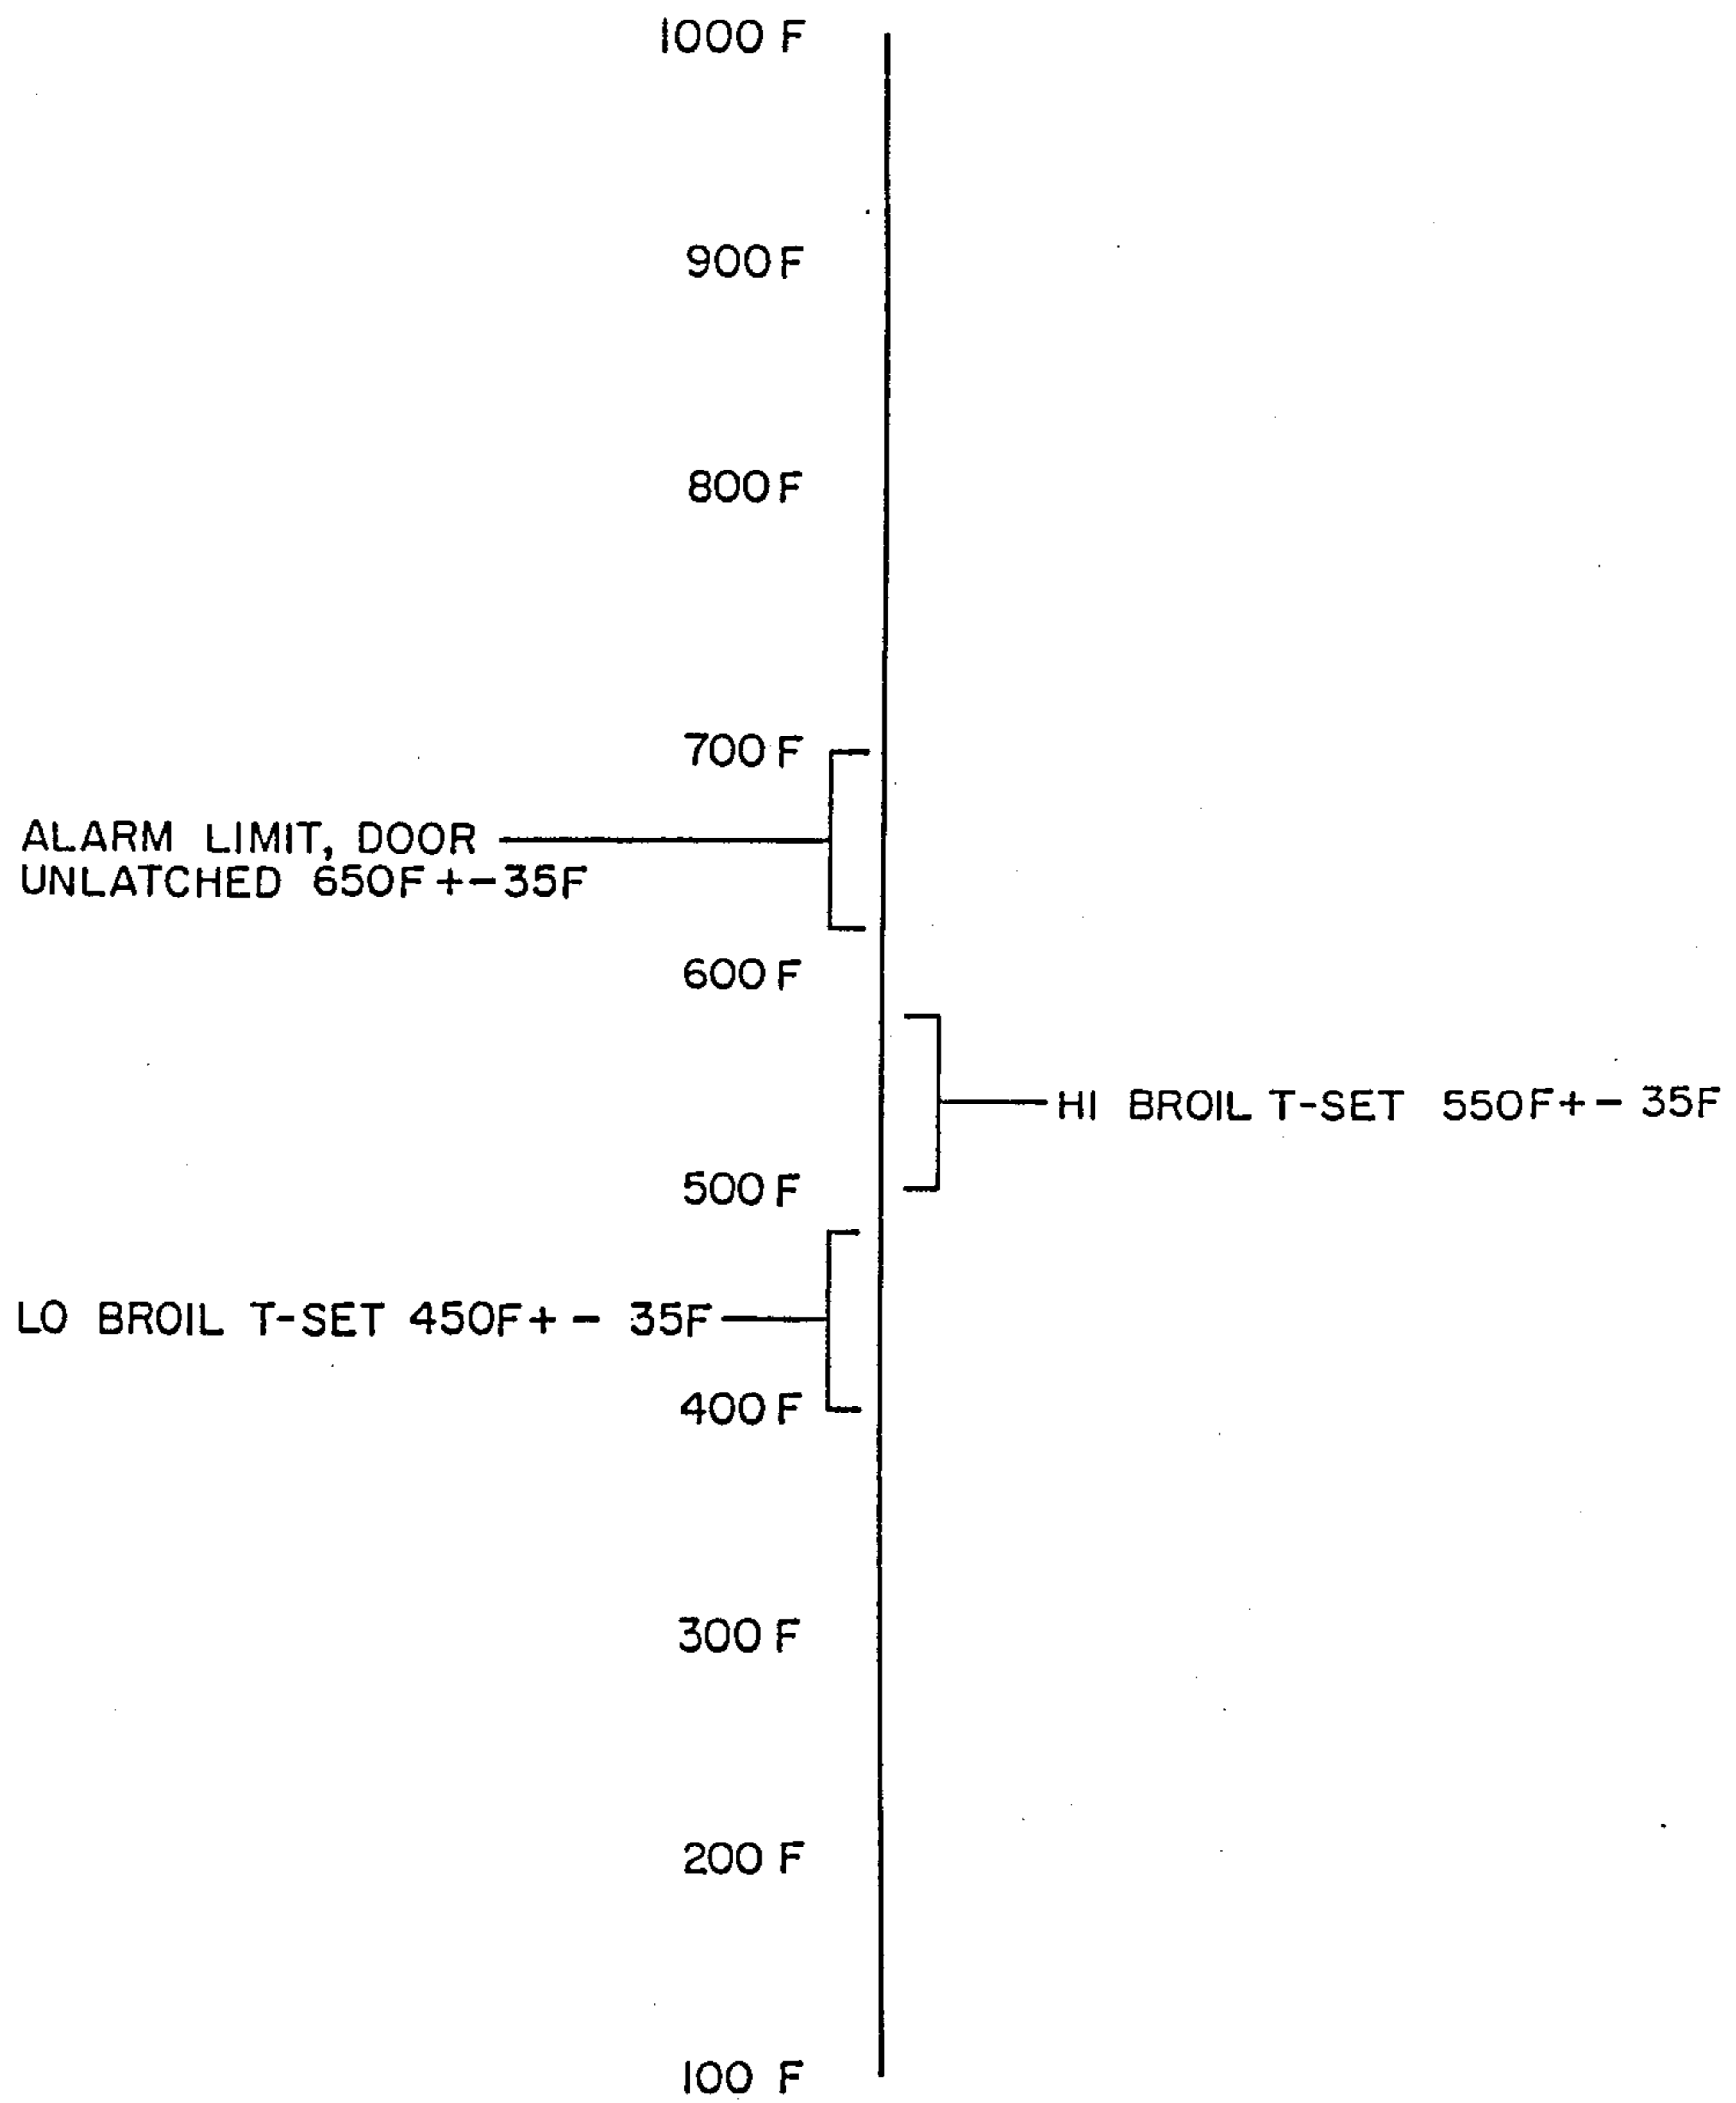 1000 F
900 F
800 F
700 F
ALARM LIMIT, DOOR
UNLATCHED 650F +-35F
600 F
HI BROIL T-SET 550F+- 35F
500 F
LO BROIL T-SET 450F+- 35F
400 F
300 F
200 F
100 F